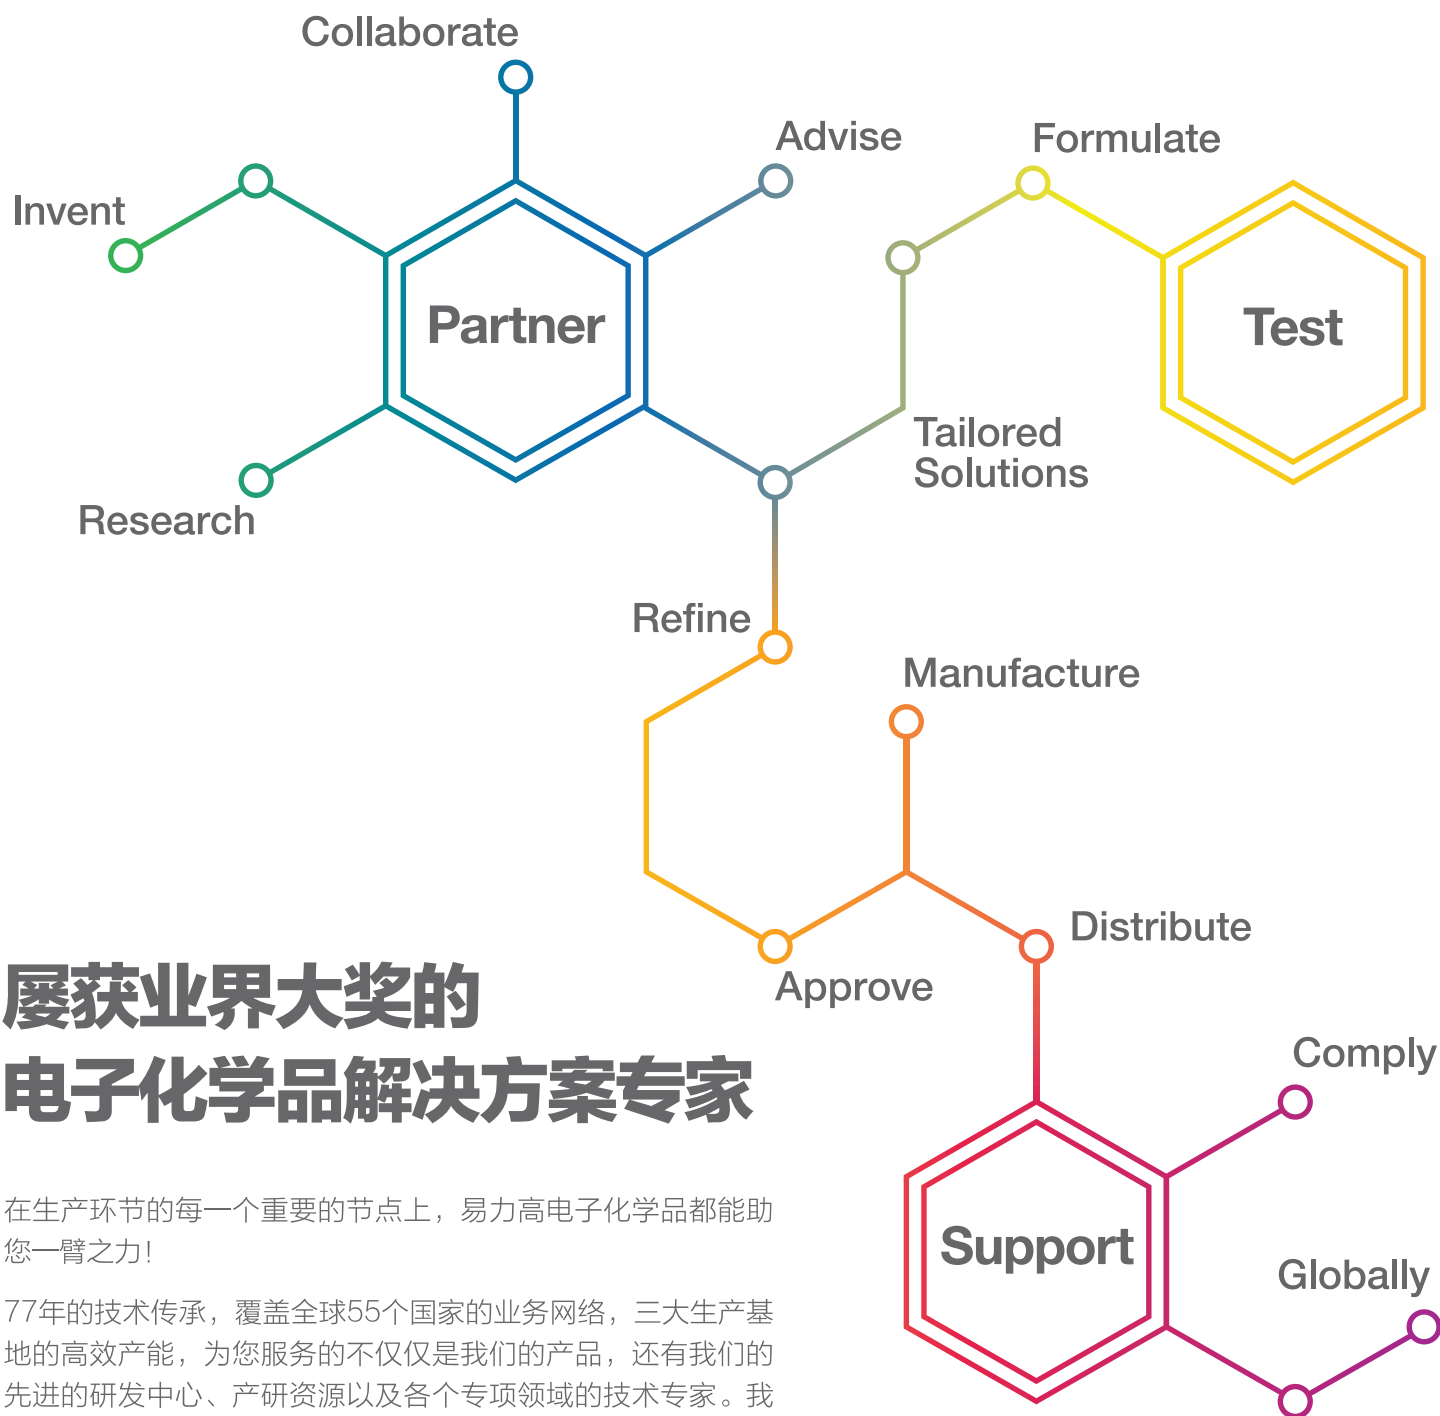 Collaborate
Advise
Formulate
Invent
Partner
Test
Tailored
Solutions
Research
Refine
Manufacture
Distribute
Approve
屡获业界大奖的
电子化学品解决方案专家
Comply
在生产环节的每一个重要的节点上，易力高电子化学品都能助
您一臂之力！
Support
Globally
77年的技术传承，覆盖全球55个国家的业务网络，三大生产基
地的高效产能，为您服务的不仅仅是我们的产品，还有我们的
先进的研发中心、产研资源以及各个专项领域的技术专家。我